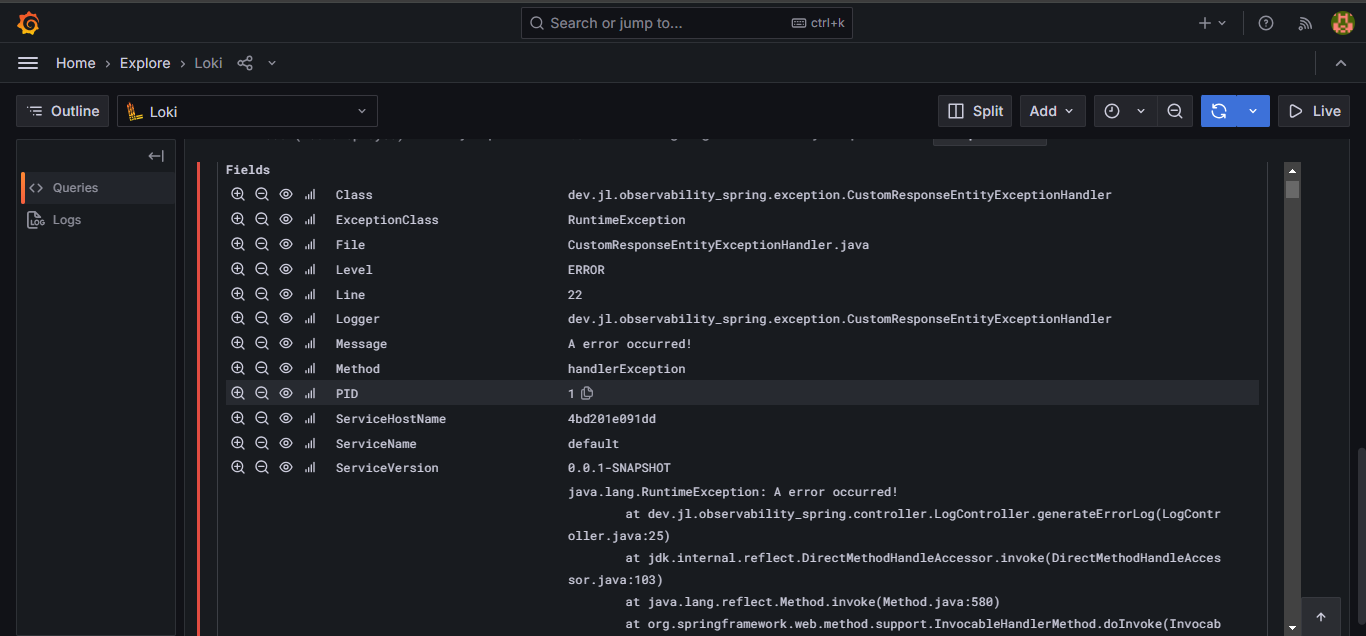 Search or jump to...
ctrl+k
Home › Explore › Loki
Outline
Loki
Split
Add
Live
Queries
Logs
Fields
Class dev.jl.observability_spring.exception.CustomResponseEntityExceptionHandler
ExceptionClass RuntimeException
File CustomResponseEntityExceptionHandler.java
Level ERROR
Line 22
Logger dev.jl.observability_spring.exception.CustomResponseEntityExceptionHandler
Message A error occurred!
Method handlerException
PID 1
ServiceHostName 4bd201e091dd
ServiceName default
ServiceVersion 0.0.1-SNAPSHOT
java.lang.RuntimeException: A error occurred!
at dev.jl.observability_spring.controller.LogController.generateErrorLog(LogContr
oller.java:25)
at jdk.internal.reflect.DirectMethodHandleAccessor.invoke(DirectMethodHandleAcces
sor.java:103)
at java.lang.reflect.Method.invoke(Method.java:580)
at org.springframework.web.method.support.InvocableHandlerMethod.doInvoke(Invocab